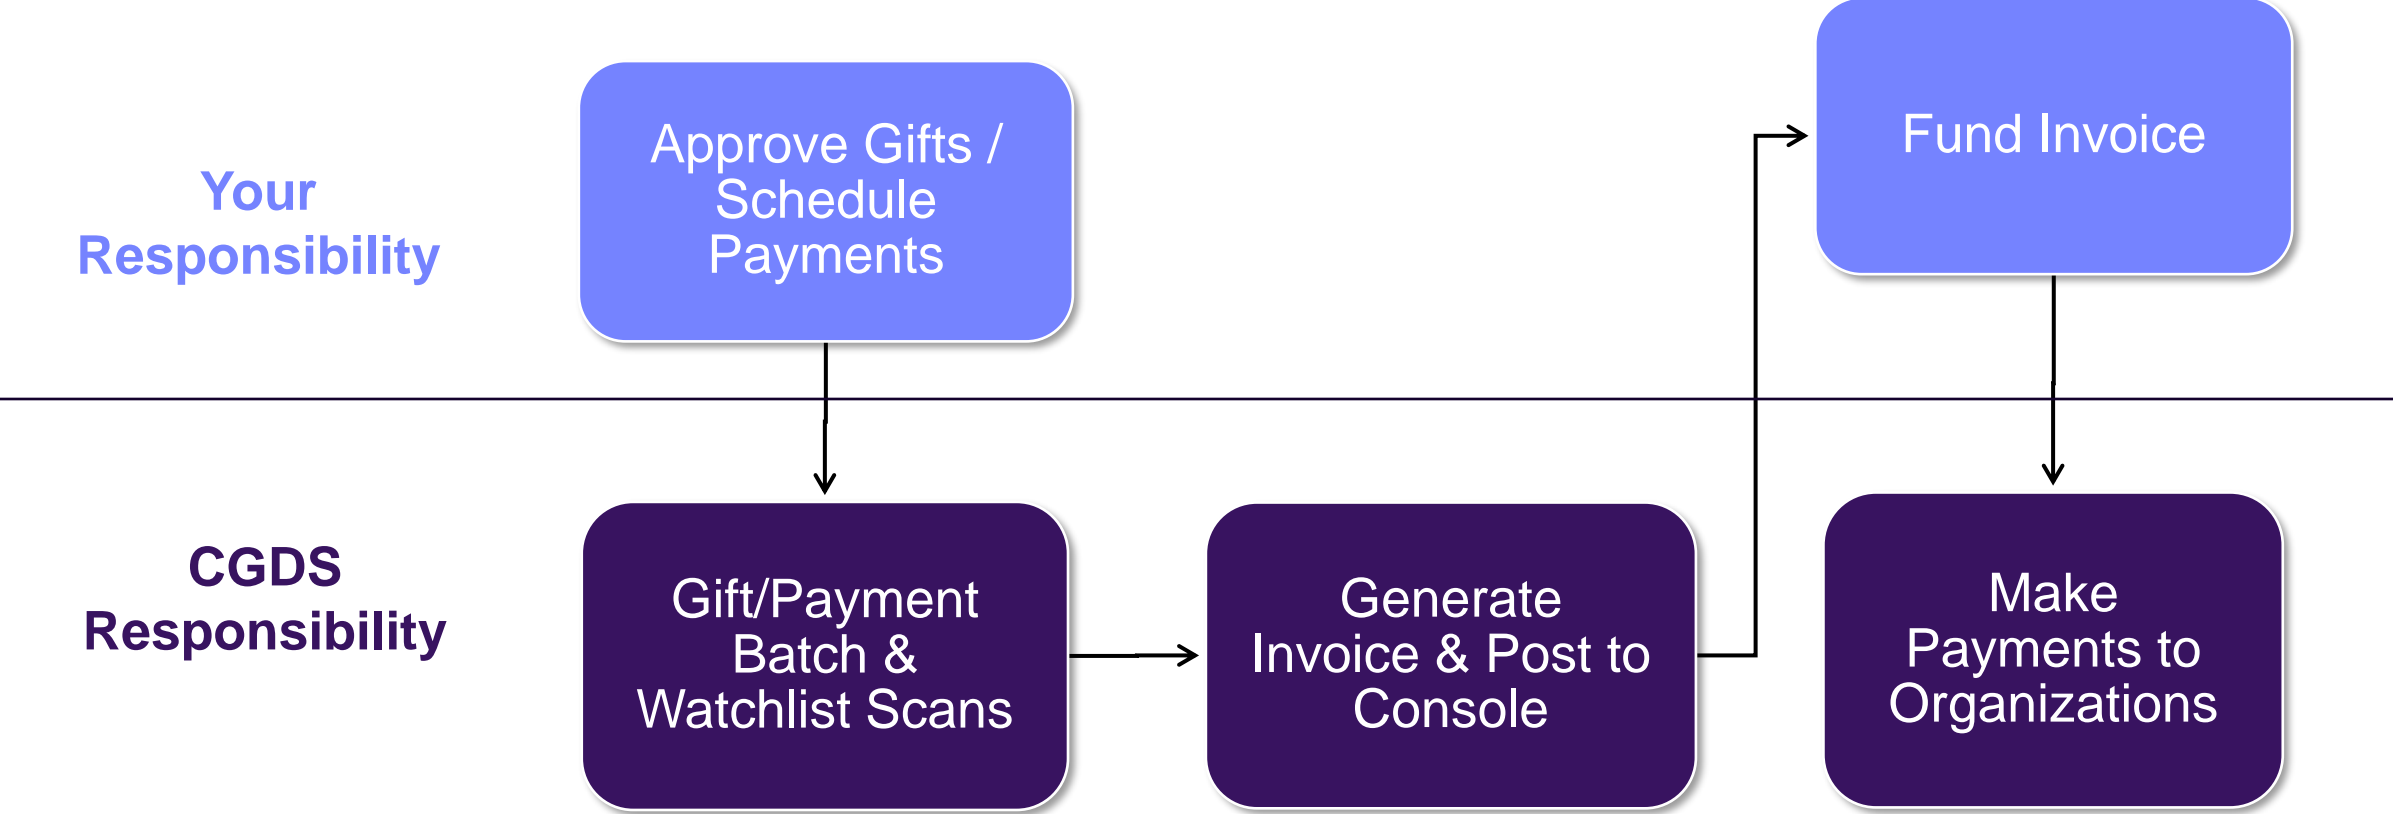 Your
Responsibility
Approve Gifts /
Schedule
Payments
Fund Invoice
CGDS
Responsibility
Gift/Payment
Batch &
Watchlist Scans
Generate
Invoice & Post to
Console
Make
Payments to
Organizations